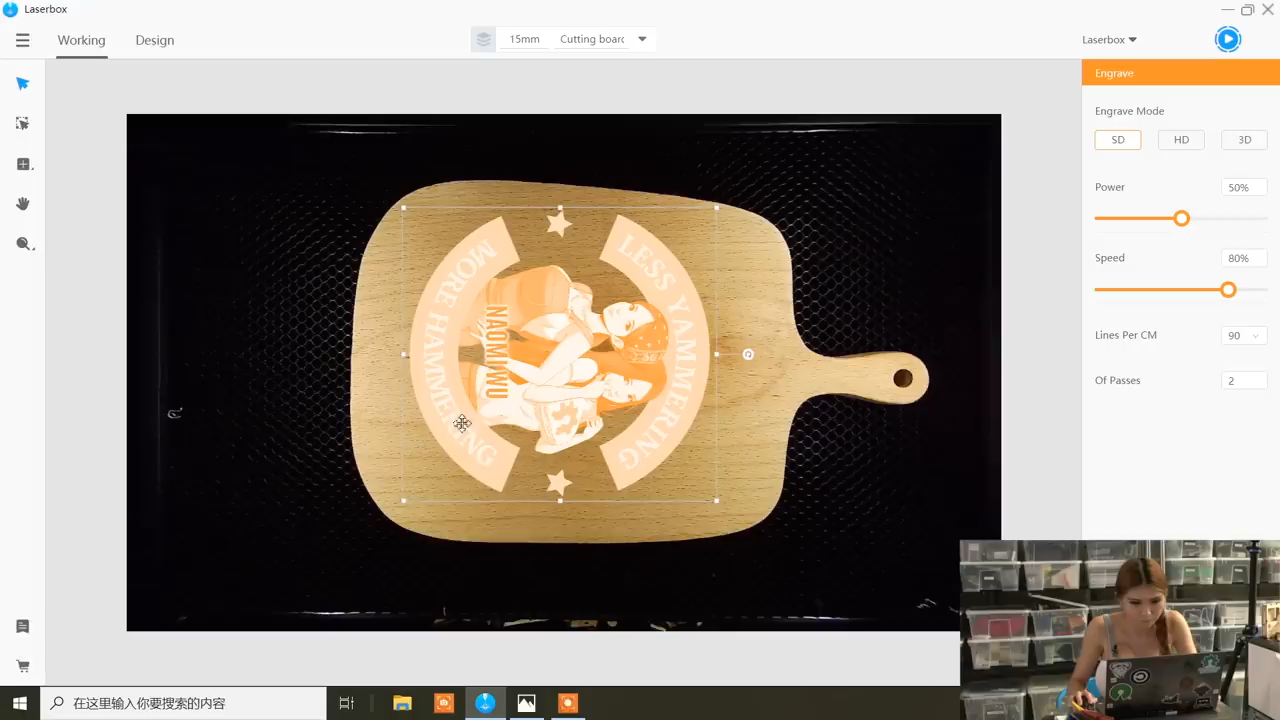 Laserbox
Working
Design
15mm
Cutting boarc
Laserbox
Engrave
Engrave Mode
SD
HD
3D
Power
50%
Speed
80%
Lines Per CM
90
Of Passes
2
MORE HAMMERING
LESS YAMMERING
NAOMI WU
在这里输入你要搜索的内容